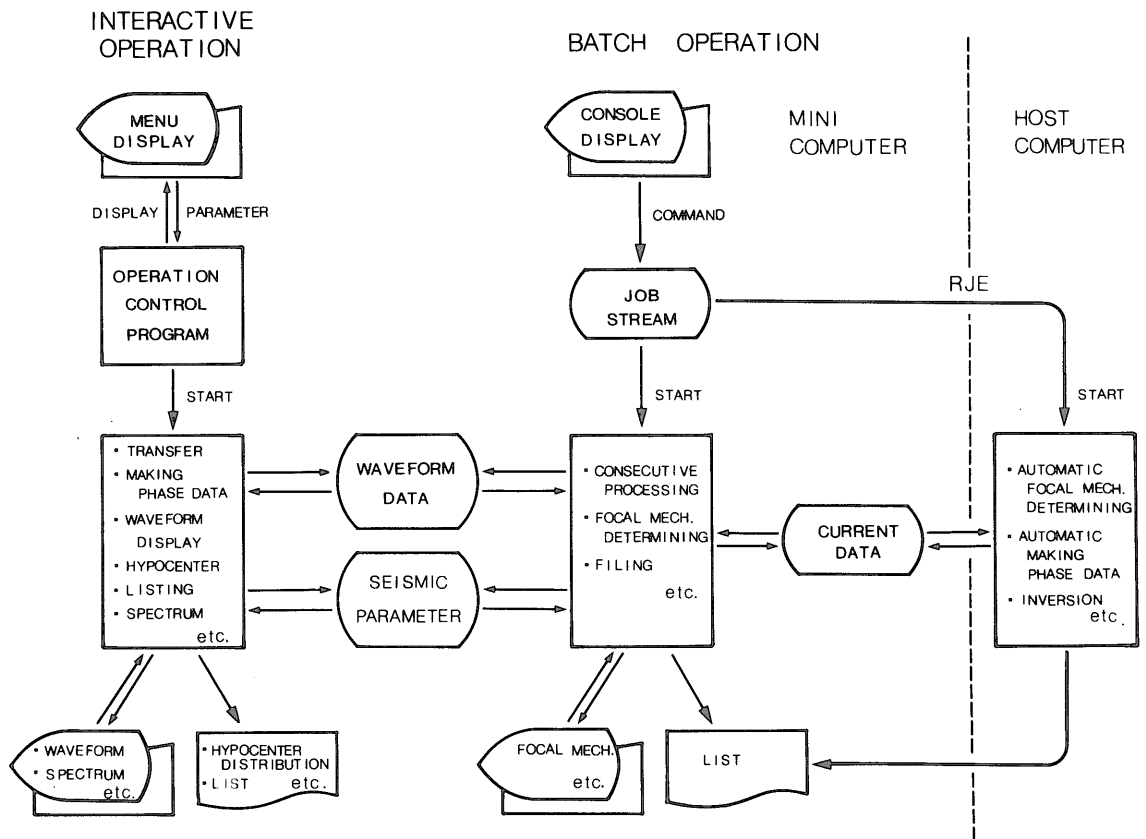 INTERACTIVE
OPERATION
BATCH OPERATION
MINI
COMPUTER
HOST
COMPUTER
MENU
DISPLAY
DISPLAY
PARAMETER
OPERATION
CONTROL
PROGRAM
START
CONSOLE
DISPLAY
COMMAND
JOB
STREAM
RJE
START
START
• TRANSFER
• MAKING
PHASE DATA
• WAVEFORM
DISPLAY
• HYPOCENTER
• LISTING
• SPECTRUM
etc.
WAVEFORM
DATA
SEISMIC
PARAMETER
• CONSECUTIVE
PROCESSING
• FOCAL MECH.
DETERMINING
• FILING
etc.
CURRENT
DATA
• AUTOMATIC
FOCAL MECH.
DETERMINING
• AUTOMATIC
MAKING
PHASE DATA
• INVERSION
etc.
• WAVEFORM
• SPECTRUM
etc.
• HYPOCENTER
DISTRIBUTION
• LIST etc.
FOCAL MECH.
etc.
LIST